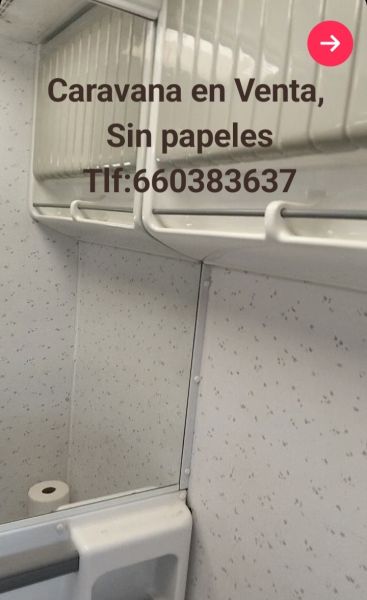 Caravana en Venta,
Sin papeles
Tlf:660383637